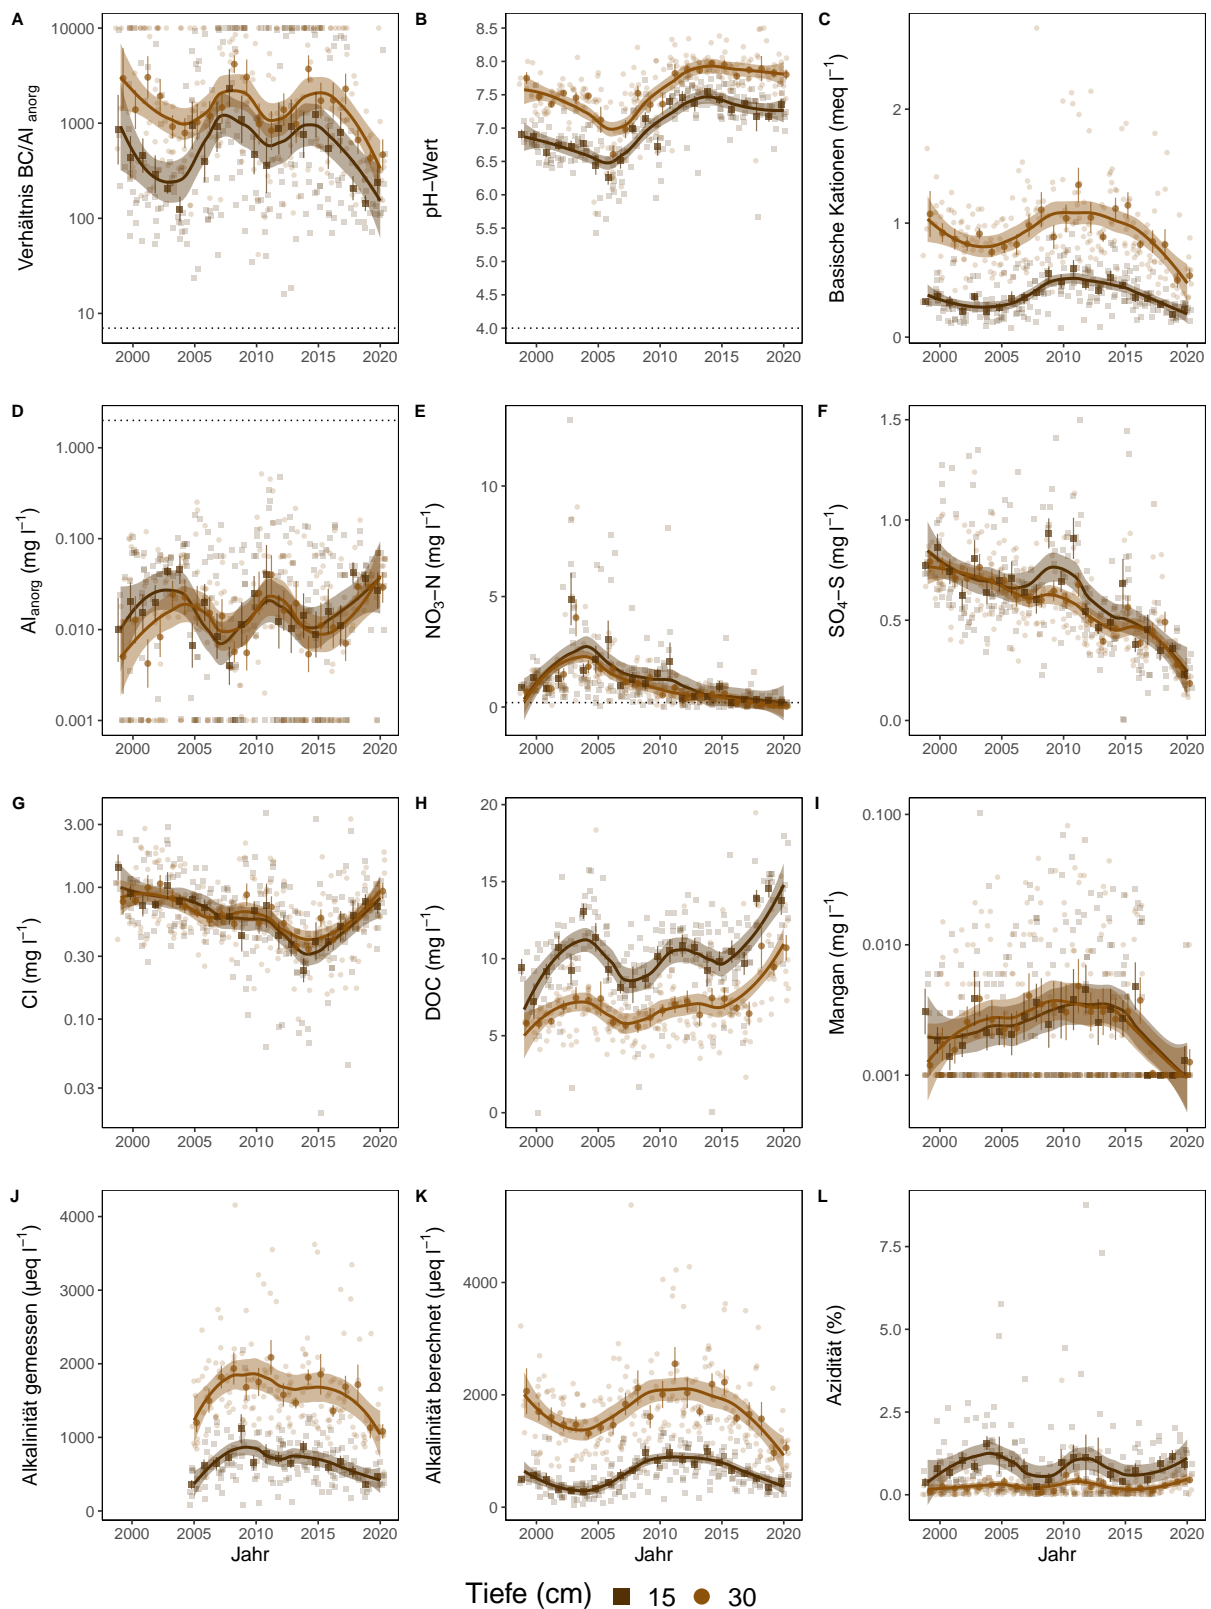 A
Verhältnis BC/Al anorg
10000
1000
100
10
2000 2005 2010 2015 2020
B
pH−Wert
8.5
8.0
7.5
7.0
6.5
6.0
5.5
5.0
4.5
4.0
2000 2005 2010 2015 2020
C
Basische Kationen (meq l−1)
2
1
0
2000 2005 2010 2015 2020
D
Alanorg (mg l−1)
1.000
0.100
0.010
0.001
2000 2005 2010 2015 2020
E
NO3−N (mg l−1)
10
5
0
2000 2005 2010 2015 2020
F
SO4−S (mg l−1)
1.5
1.0
0.5
0.0
2000 2005 2010 2015 2020
G
Cl (mg l−1)
3.00
1.00
0.30
0.10
0.03
2000 2005 2010 2015 2020
H
DOC (mg l−1)
20
15
10
5
0
2000 2005 2010 2015 2020
I
Mangan (mg l−1)
0.100
0.010
0.001
2000 2005 2010 2015 2020
J
Alkalinität gemessen (µeq l−1)
4000
3000
2000
1000
0
2000 2005 2010 2015 2020
Jahr
K
Alkalinität berechnet (µeq l−1)
4000
2000
0
2000 2005 2010 2015 2020
L
Azidität (%)
7.5
5.0
2.5
0.0
2000 2005 2010 2015 2020
Jahr
Tiefe (cm) 15 30